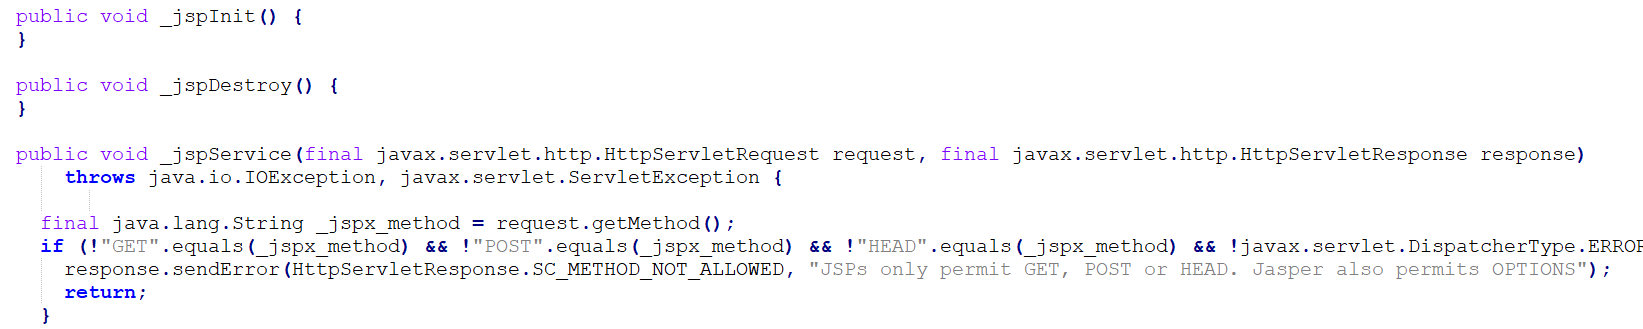 public void _jspInit() {
}
public void _jspDestroy() {
}
public void _jspService(final javax.servlet.http.HttpServletRequest request, final javax.servlet.http.HttpServletResponse response)
throws java.io.IOException, javax.servlet.ServletException {
final java.lang.String _jspx_method = request.getMethod();
if (!"GET".equals(_jspx_method) && !"POST".equals(_jspx_method) && !"HEAD".equals(_jspx_method) && !javax.servlet.DispatcherType.ERROR
response.sendError(HttpServletResponse.SC_METHOD_NOT_ALLOWED, "JSPs only permit GET, POST or HEAD. Jasper also permits OPTIONS");
return;
}